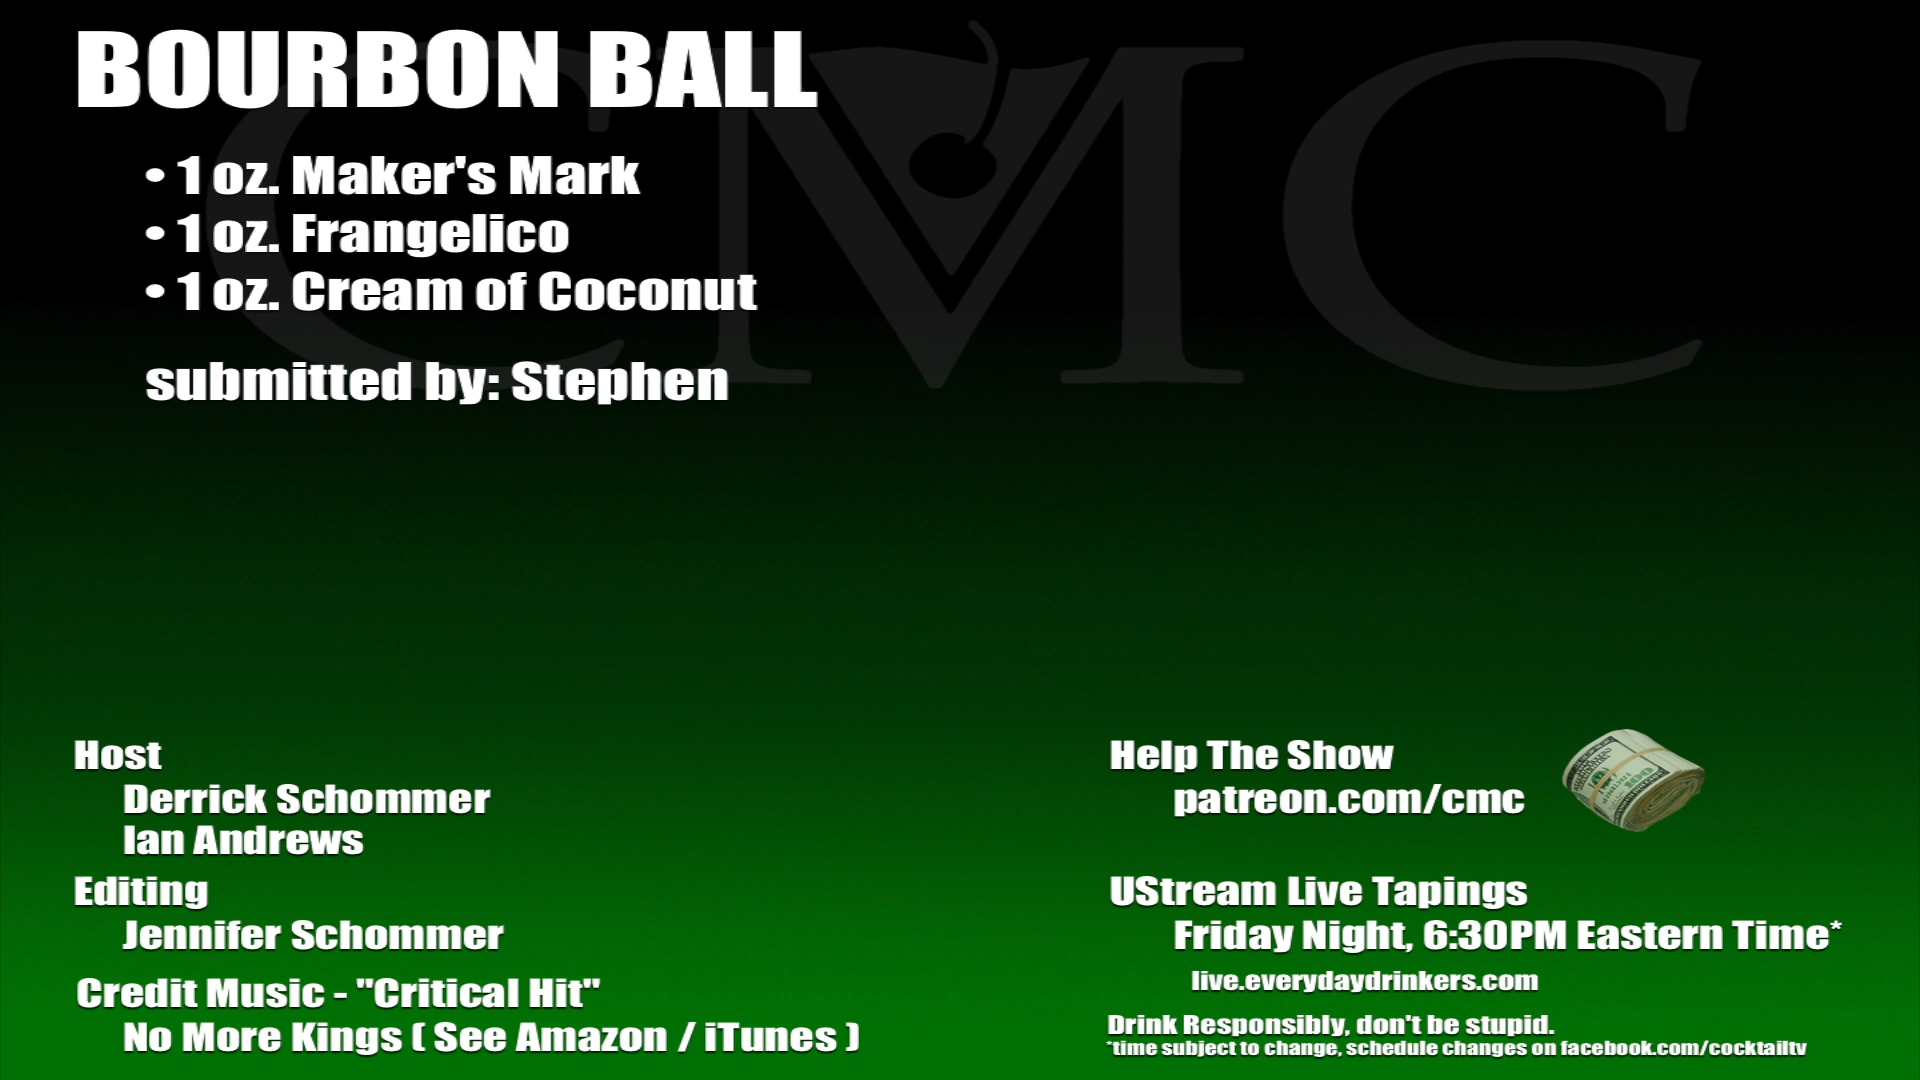 BOURBON BALL
• 1 oz. Maker's Mark
• 1 oz. Frangelico
• 1 oz. Cream of Coconut
submitted by: Stephen
CMC
Host
Derrick Schommer
Ian Andrews
Editing
Jennifer Schommer
Credit Music - "Critical Hit"
No More Kings ( See Amazon / iTunes )
Help The Show
patreon.com/cmc
100
UStream Live Tapings
Friday Night, 6:30PM Eastern Time*
live.everydaydrinkers.com
Drink Responsibly, don't be stupid.
*time subject to change, schedule changes on facebook.com/cocktailtv